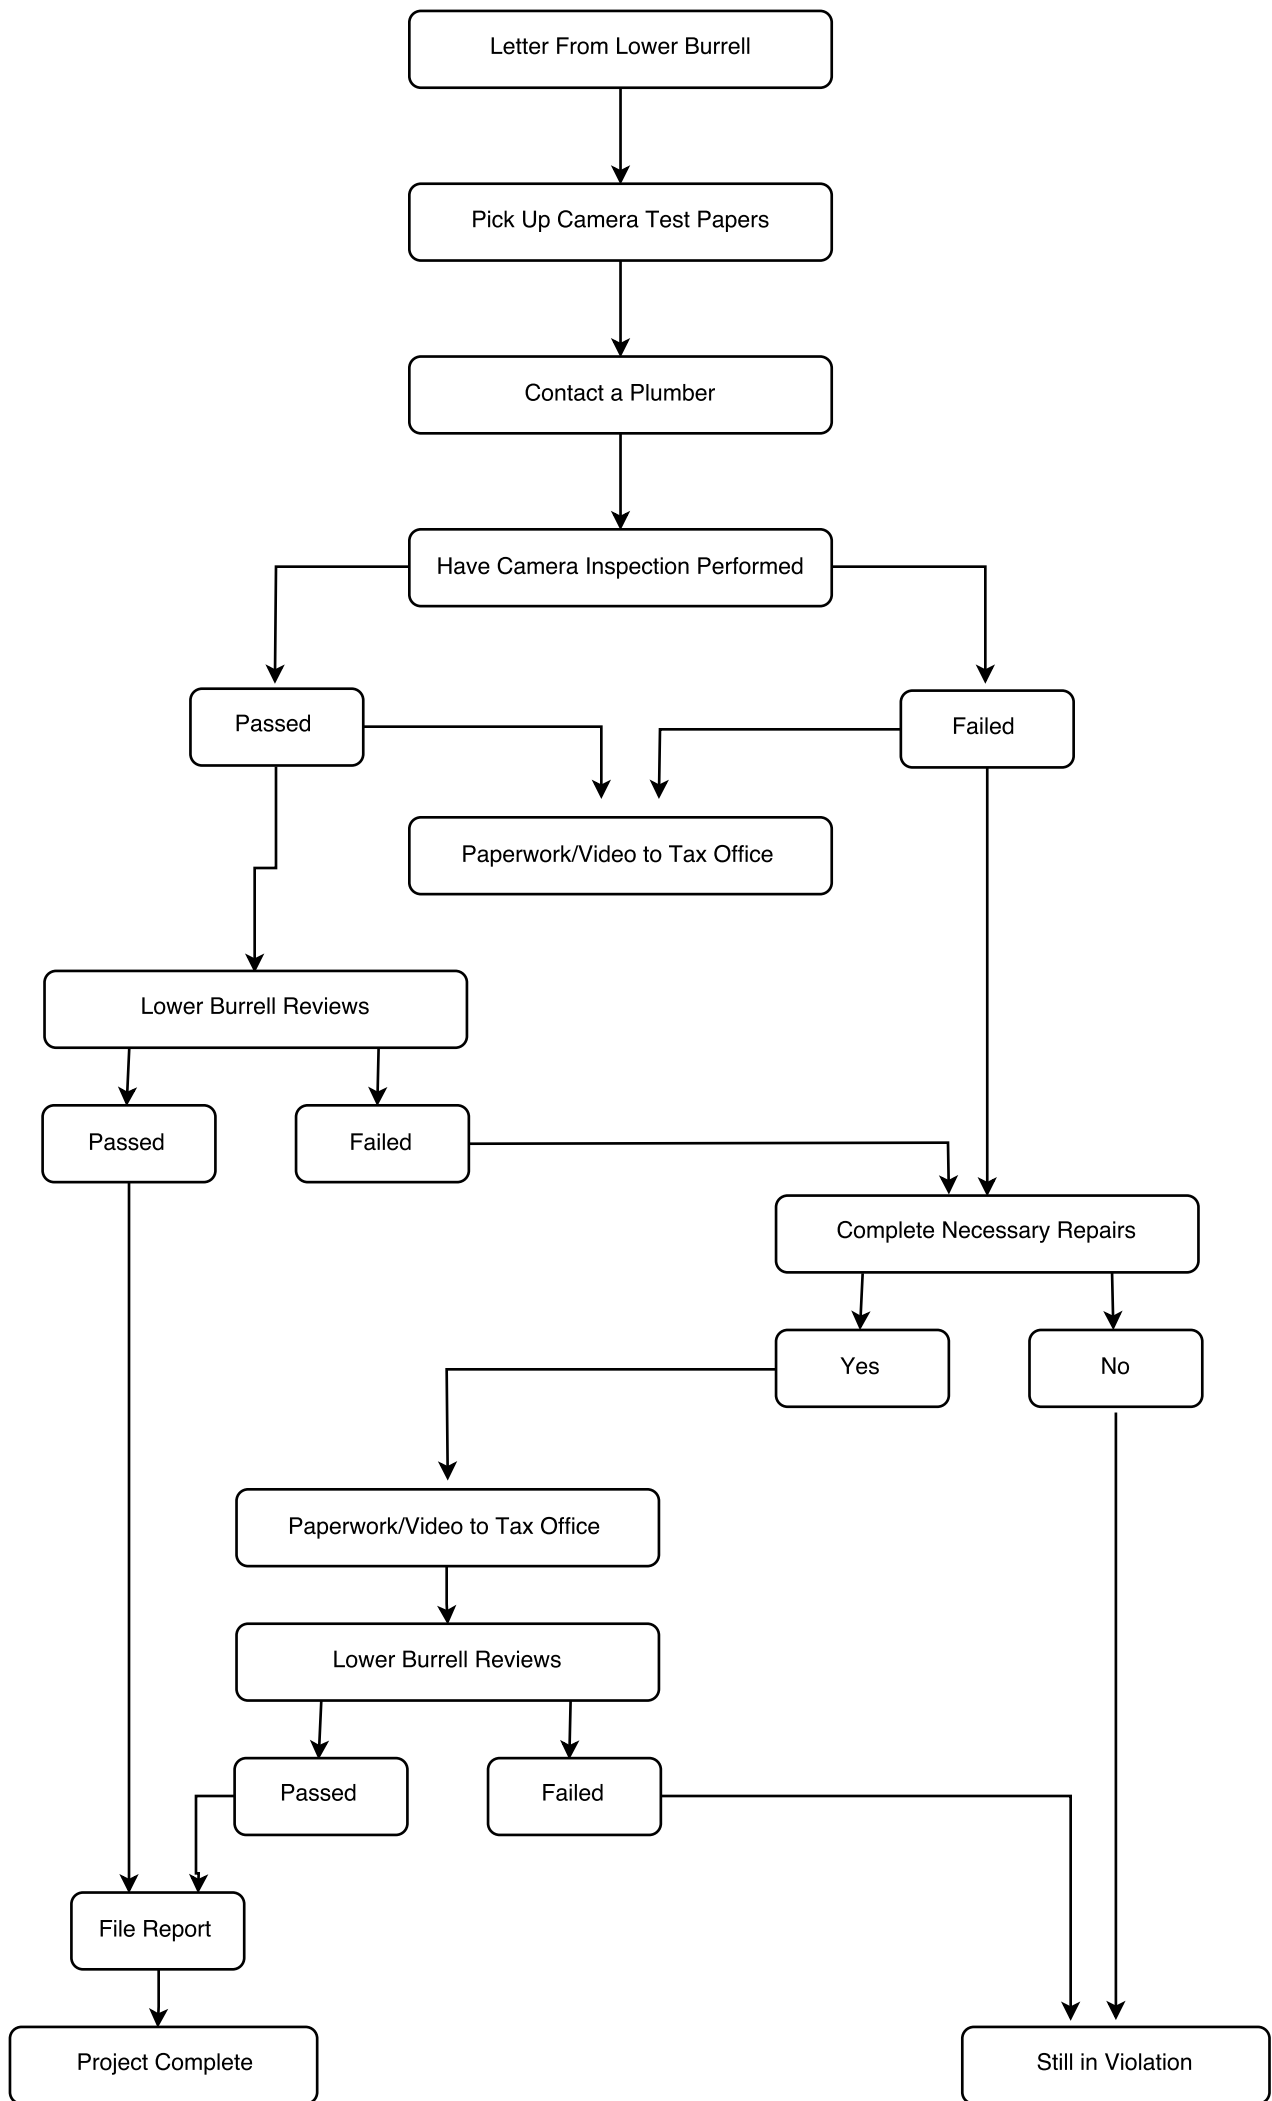 Letter From Lower Burrell
Pick Up Camera Test Papers
Contact a Plumber
Have Camera Inspection Performed
Passed
Failed
Paperwork/Video to Tax Office
Lower Burrell Reviews
Passed
Failed
Complete Necessary Repairs
Yes
No
Paperwork/Video to Tax Office
Lower Burrell Reviews
Passed
Failed
File Report
Project Complete
Still in Violation